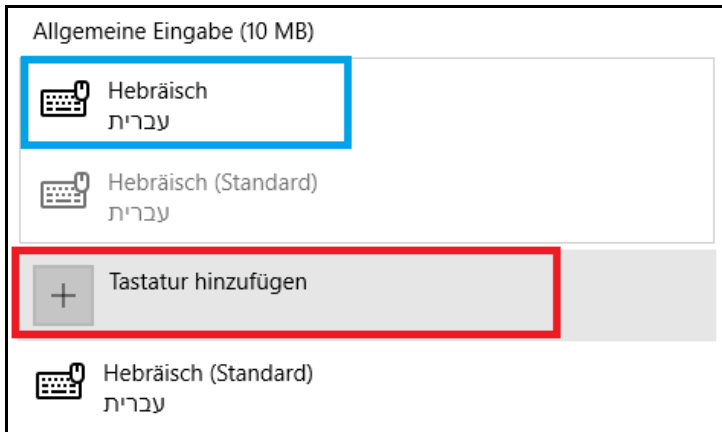 Allgemeine Eingabe (10 MB)
Hebräisch
עברית
Hebräisch (Standard)
עברית
Tastatur hinzufügen
Hebräisch (Standard)
עברית